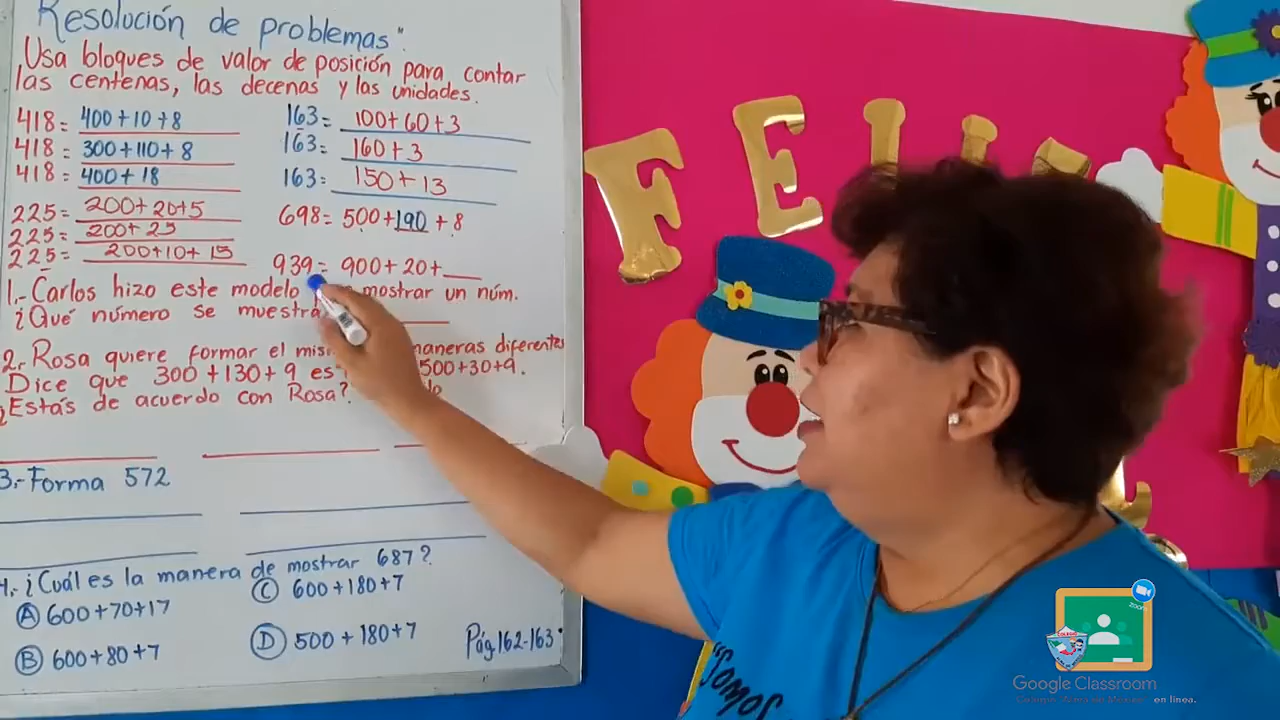 Resolución de problemas".
Usa bloques de valor de posición para contar
las centenas, las decenas y las unidades.
418= 400+10+8
418= 300+110+8
418= 400+18
225= 200+20+5
225= 200+25
225= 200+10+15
163= 100+60+3
163= 160+3
163= 150+13
698= 500+190+8
939= 900+20+___
1.- Carlos hizo este modelo mostrar un núm.
¿Qué número se muestra
2.- Rosa quiere formar el maneras diferentes
Dice que 300+130+9 es 500+30+9.
¿Estás de acuerdo con Rosa?
3.- Forma 572
4.- ¿Cuál es la manera de mostrar 687?
A 600+70+17
B 600+80+7
C 600+180+7
D 500+180+7
Pág. 162-163
FELI
"Somos
zoom
Google Classroom
en línea.